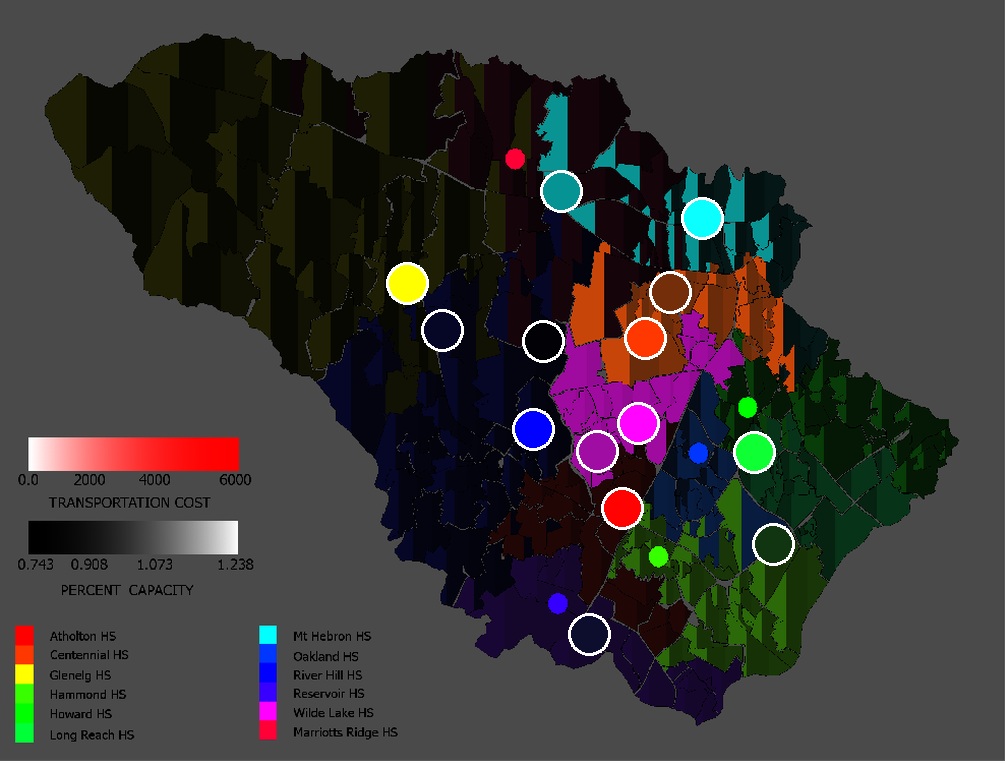 0.0 2000 4000 6000
TRANSPORTATION COST
0.743 0.908 1.073 1.238
PERCENT CAPACITY
Atholton HS
Centennial HS
Glenelg HS
Hammond HS
Howard HS
Long Reach HS
Mt Hebron HS
Oakland HS
River Hill HS
Reservoir HS
Wilde Lake HS
Marriotts Ridge HS